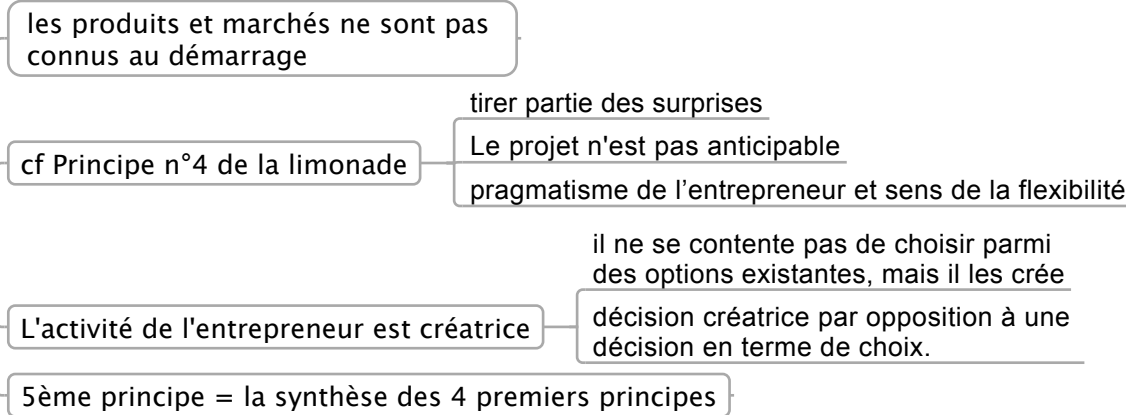 les produits et marchés ne sont pas
connus au démarrage
tirer partie des surprises
cf Principe n°4 de la limonade
Le projet n'est pas anticipable
pragmatisme de l’entrepreneur et sens de la flexibilité
il ne se contente pas de choisir parmi
des options existantes, mais il les crée
L'activité de l'entrepreneur est créatrice
décision créatrice par opposition à une
décision en terme de choix.
5ème principe = la synthèse des 4 premiers principes